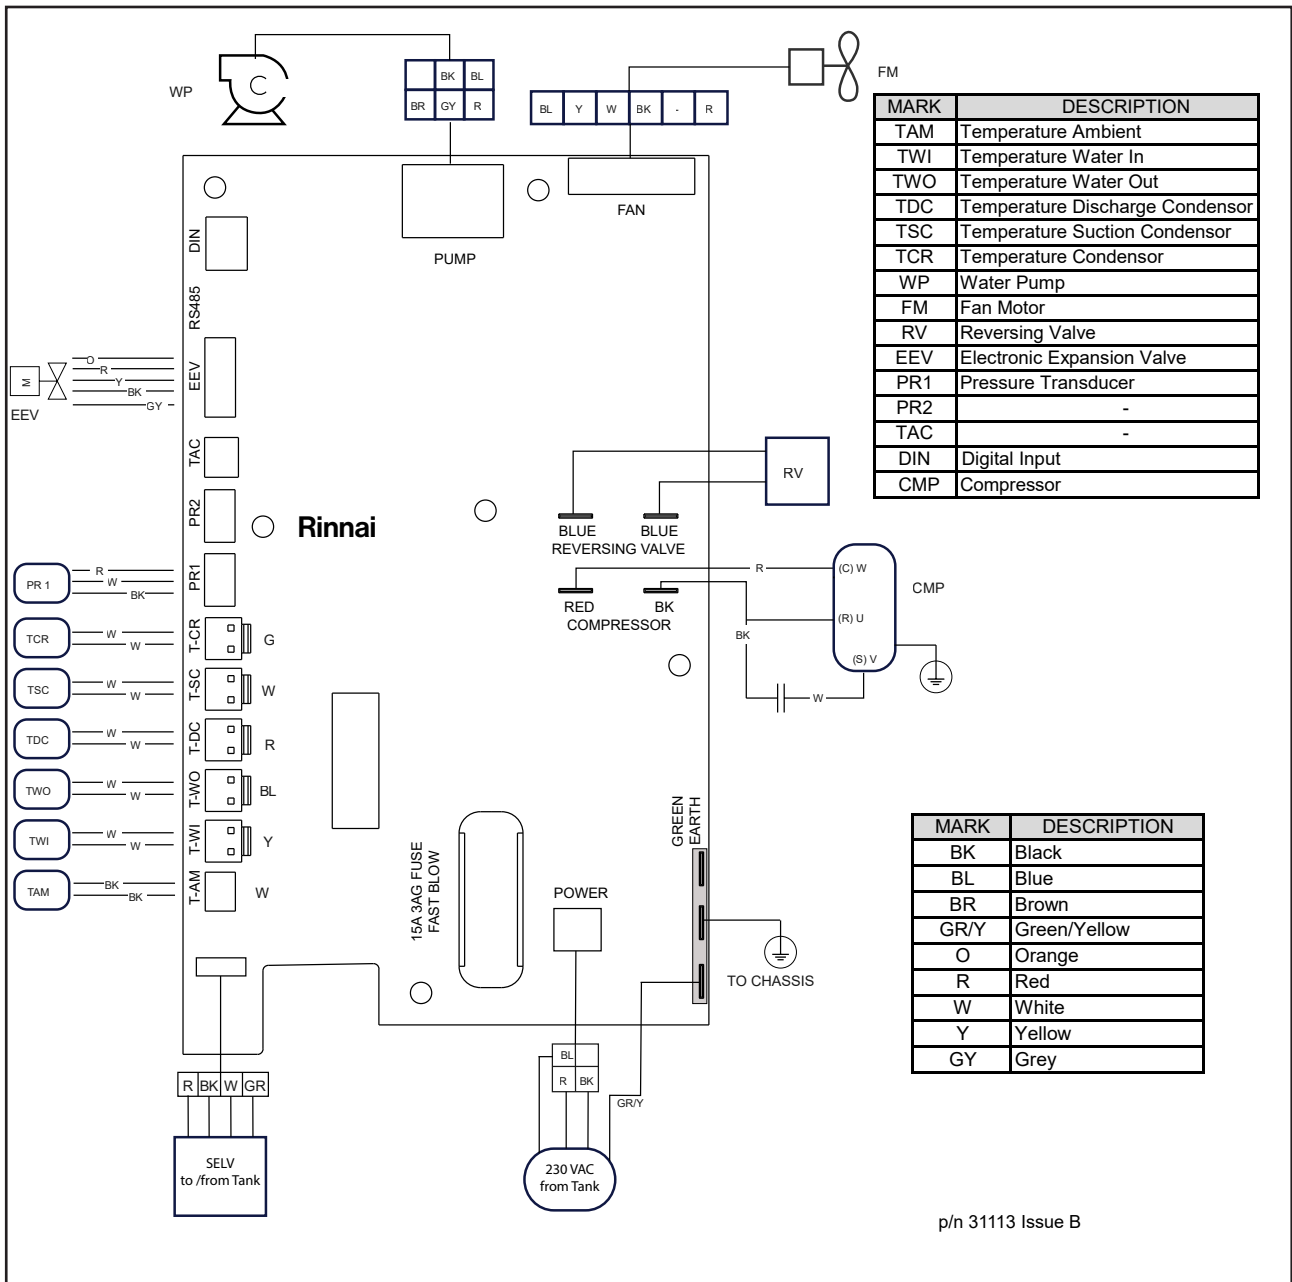 WP
C
BK BL
BR GY R
BL Y W BK - R
FM
PUMP
FAN
DIN
RS485
EEV
TAC
PR2
PR1
T-CR
T-SC
T-DC
T-WO
T-WI
T-AM
M
EEV
O
R
Y
BK
GY
Rinnai
PR 1
R
W
BK
TCR
W
W
G
TSC
W
W
W
TDC
W
W
R
TWO
W
W
BL
TWI
W
W
Y
TAM
BK
BK
W
RV
BLUE BLUE
REVERSING VALVE
RED BK
COMPRESSOR
R
BK
W
(C) W
(R) U
(S) V
CMP
GREEN
EARTH
TO CHASSIS
15A 3AG FUSE
FAST BLOW
POWER
BL
R BK
GR/Y
230 VAC
from Tank
R BK W GR
SELV
to /from Tank
MARK DESCRIPTION
TAM Temperature Ambient
TWI Temperature Water In
TWO Temperature Water Out
TDC Temperature Discharge Condensor
TSC Temperature Suction Condensor
TCR Temperature Condensor
WP Water Pump
FM Fan Motor
RV Reversing Valve
EEV Electronic Expansion Valve
PR1 Pressure Transducer
PR2 -
TAC -
DIN Digital Input
CMP Compressor
MARK DESCRIPTION
BK Black
BL Blue
BR Brown
GR/Y Green/Yellow
O Orange
R Red
W White
Y Yellow
GY Grey
p/n 31113 Issue B